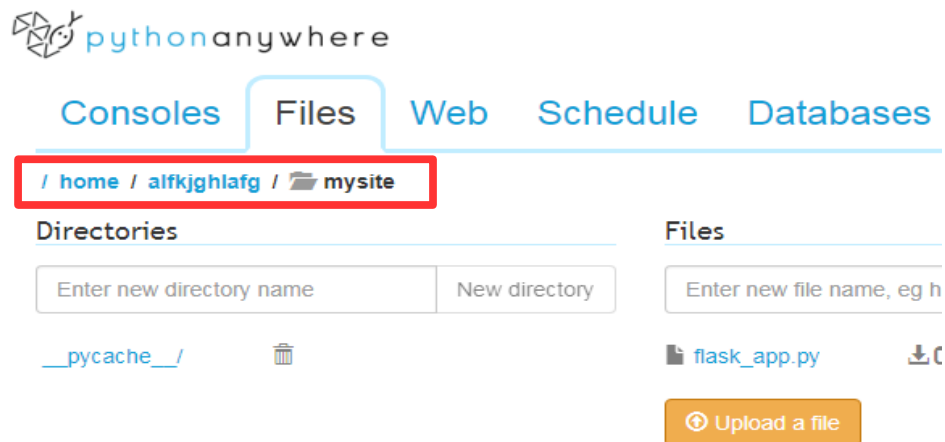 pythonanywhere
Consoles Files Web Schedule Databases
/ home / alfkjghlafg / mysite
Directories
Files
Enter new directory name New directory
Enter new file name, eg h
__pycache__/
flask_app.py
Upload a file